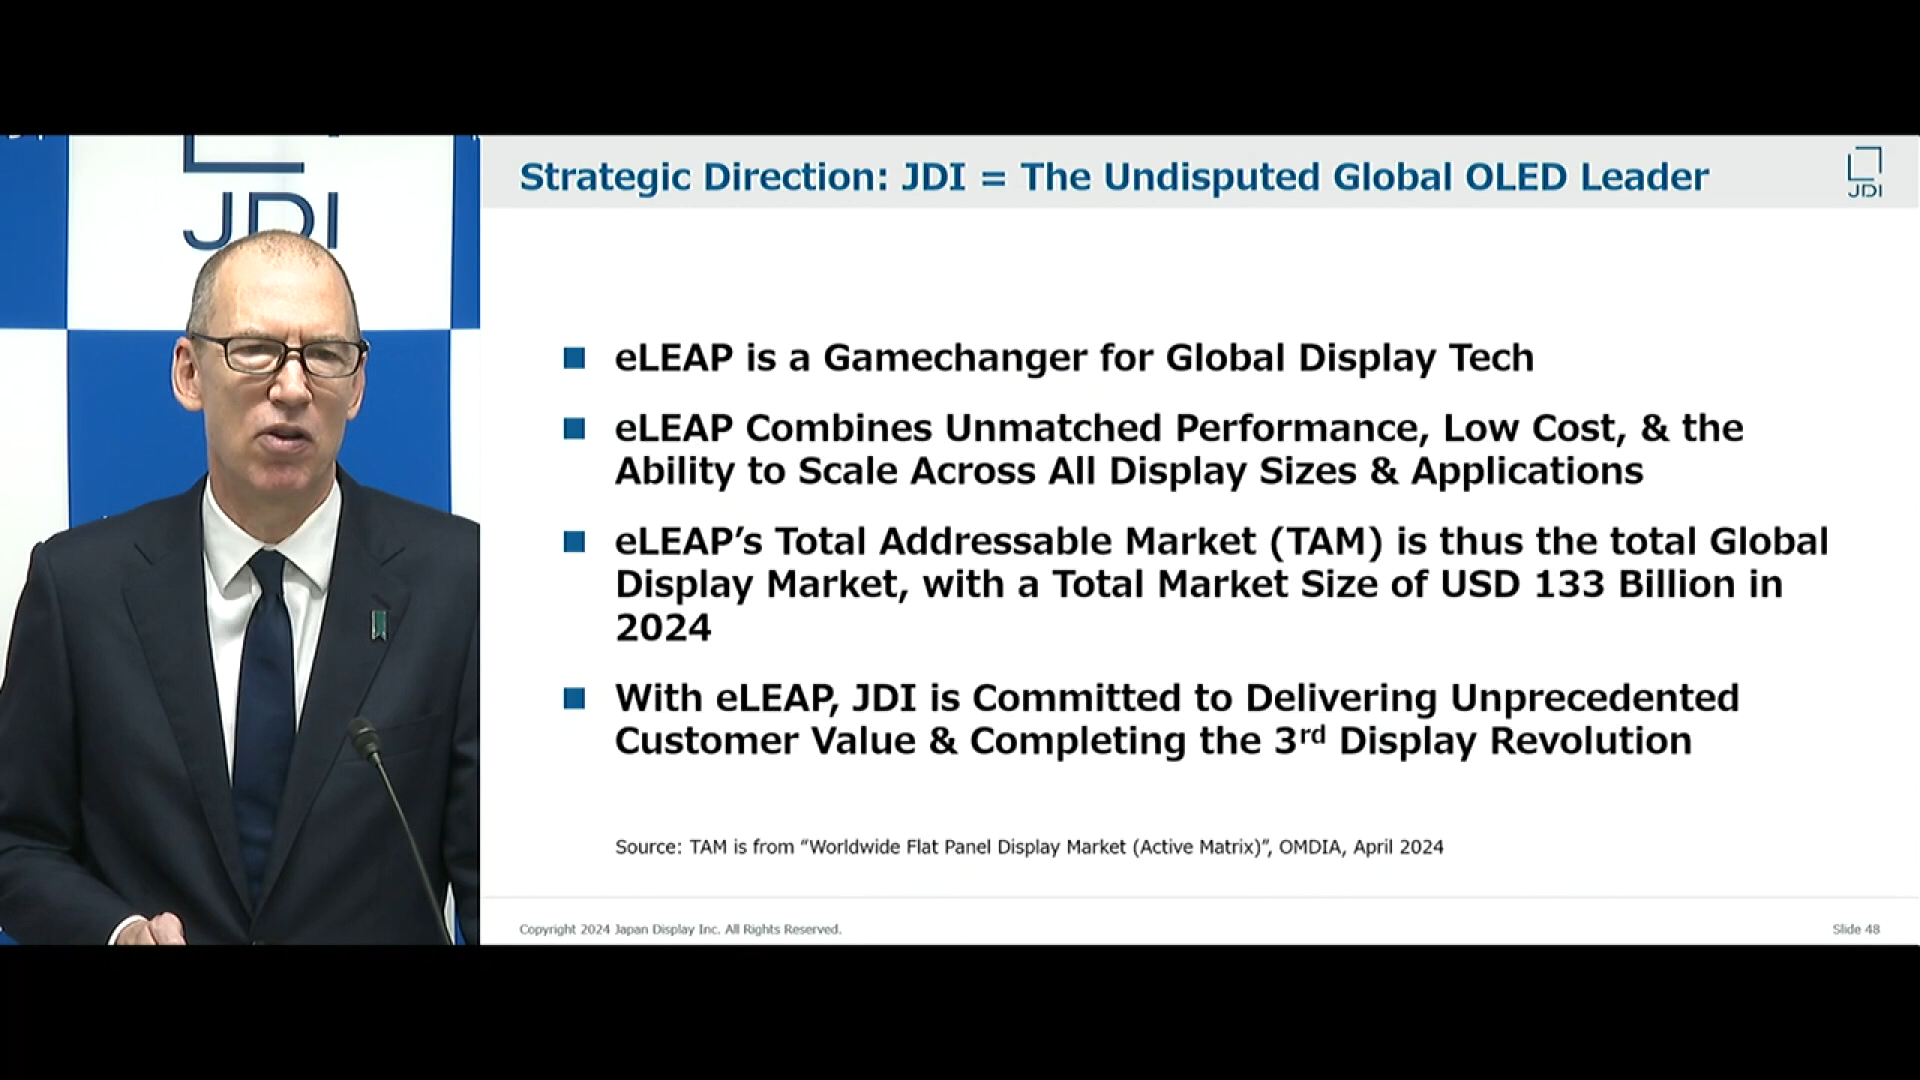 JDI
Strategic Direction: JDI = The Undisputed Global OLED Leader
JDI
■ eLEAP is a Gamechanger for Global Display Tech
■ eLEAP Combines Unmatched Performance, Low Cost, & the
Ability to Scale Across All Display Sizes & Applications
■ eLEAP’s Total Addressable Market (TAM) is thus the total Global
Display Market, with a Total Market Size of USD 133 Billion in
2024
■ With eLEAP, JDI is Committed to Delivering Unprecedented
Customer Value & Completing the 3rd Display Revolution
Source: TAM is from “Worldwide Flat Panel Display Market (Active Matrix)”, OMDIA, April 2024
Copyright 2024 Japan Display Inc. All Rights Reserved.
Slide 48